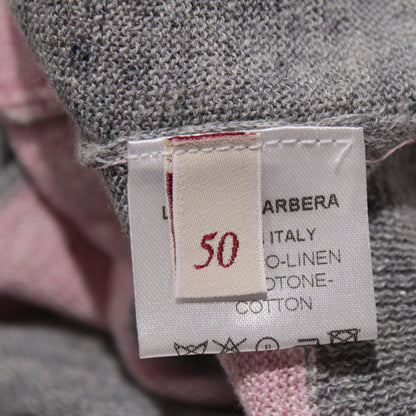 50
L ARBERA
ITALY
O-LINEN
OTONE-
COTTON